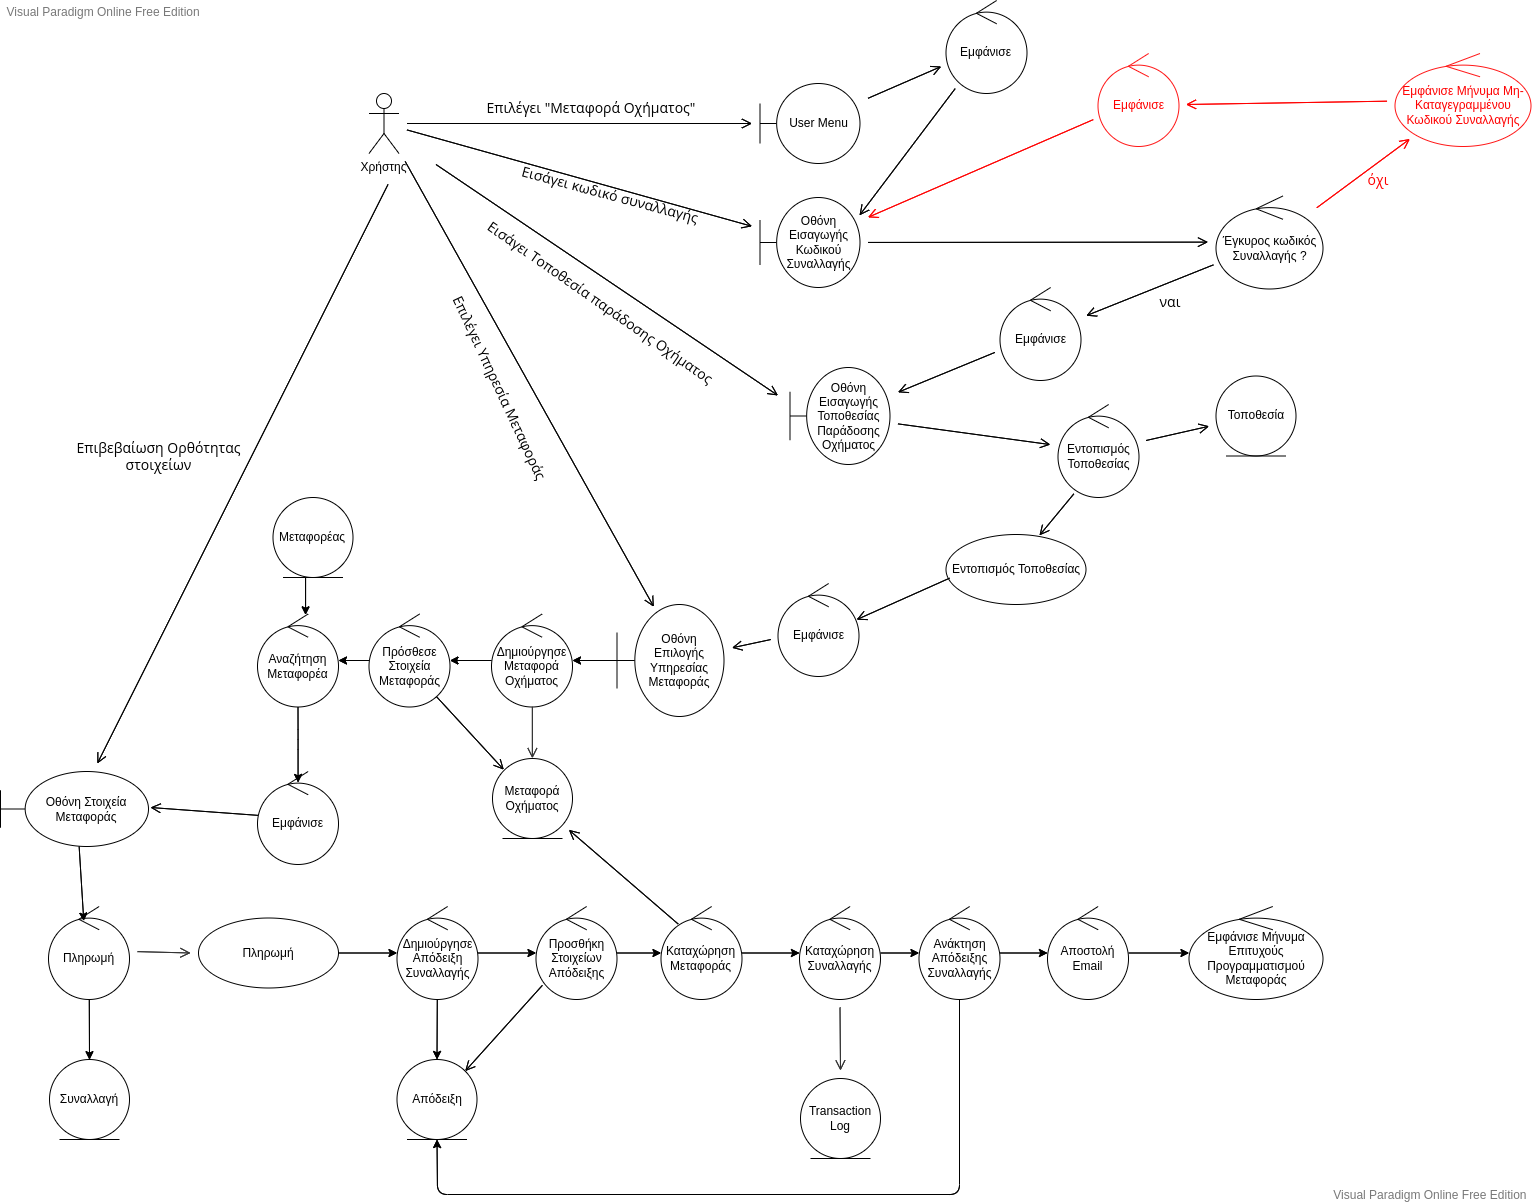 Visual Paradigm Online Free Edition
Εμφάνισε
Εμφάνισε
Εμφάνισε Μήνυμα Μη-
Καταγεγραμμένου
Κωδικού Συναλλαγής
Επιλέγει "Μεταφορά Οχήματος"
User Menu
Χρήστης
όχι
Εισάγει κωδικό συναλλαγής
Οθόνη
Εισαγωγής
Κωδικού
Συναλλαγής
Έγκυρος κωδικός
Συναλλαγής ?
Εισάγει Τοποθεσία παράδοσης Οχήματος
ναι
Εμφάνισε
Επιλέγει Υπηρεσία Μεταφοράς
Οθόνη
Εισαγωγής
Τοποθεσίας
Παράδοσης
Οχήματος
Τοποθεσία
Εντοπισμός
Τοποθεσίας
Επιβεβαίωση Ορθότητας
στοιχείων
Μεταφορέας
Εντοπισμός Τοποθεσίας
Αναζήτηση
Μεταφορέα
Πρόσθεσε
Στοιχεία
Μεταφοράς
Δημιούργησε
Μεταφορά
Οχήματος
Οθόνη
Επιλογής
Υπηρεσίας
Μεταφοράς
Εμφάνισε
Οθόνη Στοιχεία
Μεταφοράς
Εμφάνισε
Μεταφορά
Οχήματος
Πληρωμή
Πληρωμή
Δημιούργησε
Απόδειξη
Συναλλαγής
Προσθήκη
Στοιχείων
Απόδειξης
Καταχώρηση
Μεταφοράς
Καταχώρηση
Συναλλαγής
Ανάκτηση
Απόδειξης
Συναλλαγής
Αποστολή
Email
Εμφάνισε Μήνυμα
Επιτυχούς
Προγραμματισμού
Μεταφοράς
Συναλλαγή
Απόδειξη
Transaction
Log
Visual Paradigm Online Free Edition